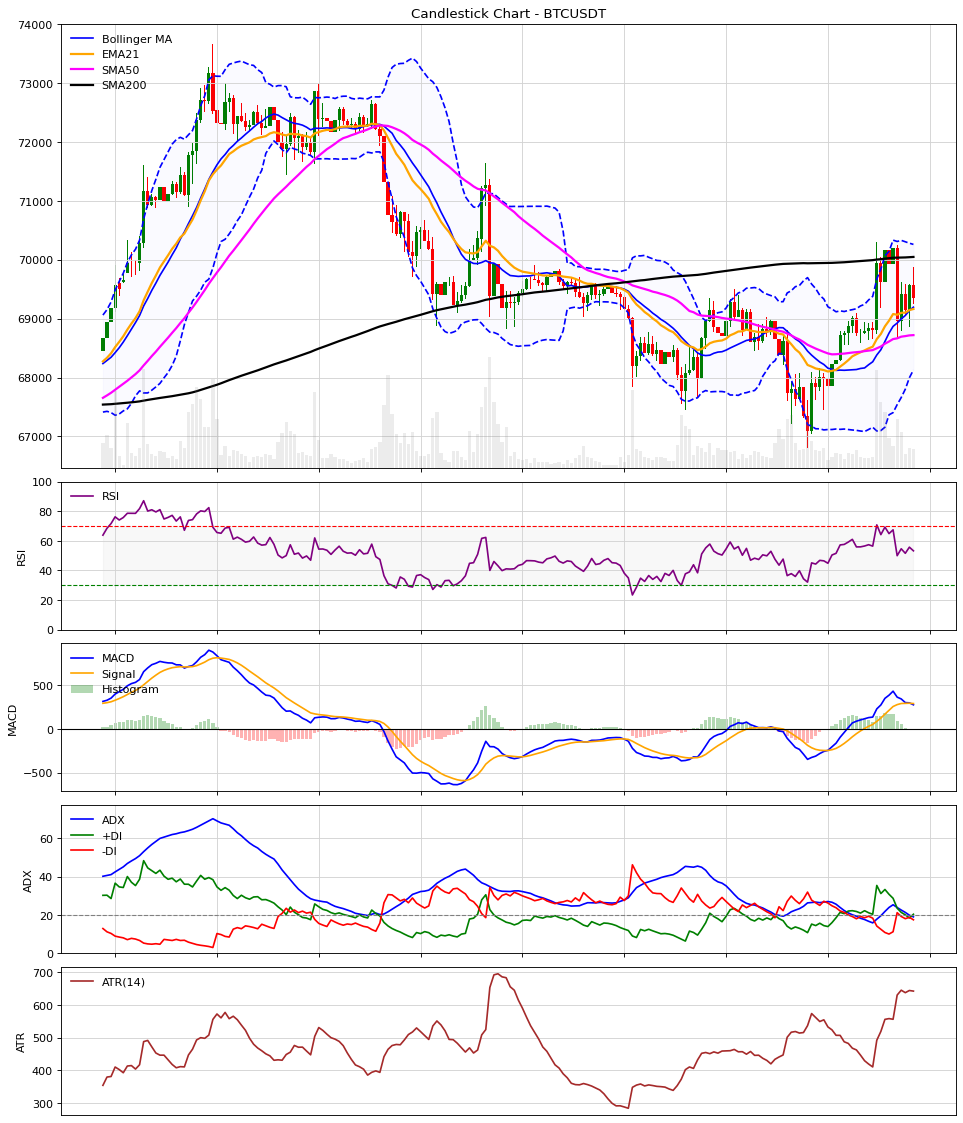 Candlestick Chart - BTCUSDT
74000
73000
72000
71000
70000
69000
68000
67000
Bollinger MA
EMA21
SMA50
SMA200
100
80
60
40
20
0
RSI
RSI
500
0
−500
MACD
MACD
Signal
Histogram
60
40
20
0
ADX
ADX
+DI
-DI
700
600
500
400
300
ATR
ATR(14)